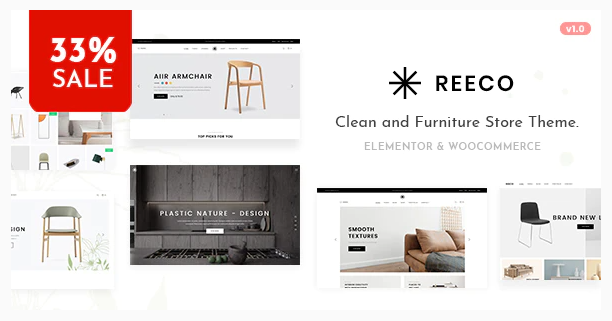 33%
SALE
v1.0
REECO
Clean and Furniture Store Theme.
ELEMENTOR & WOOCOMMERCE
AIIR ARMCHAIR
TOP PICKS FOR YOU
PLASTIC NATURE - DESIGN
SMOOTH
TEXTURES
BRAND NEW L